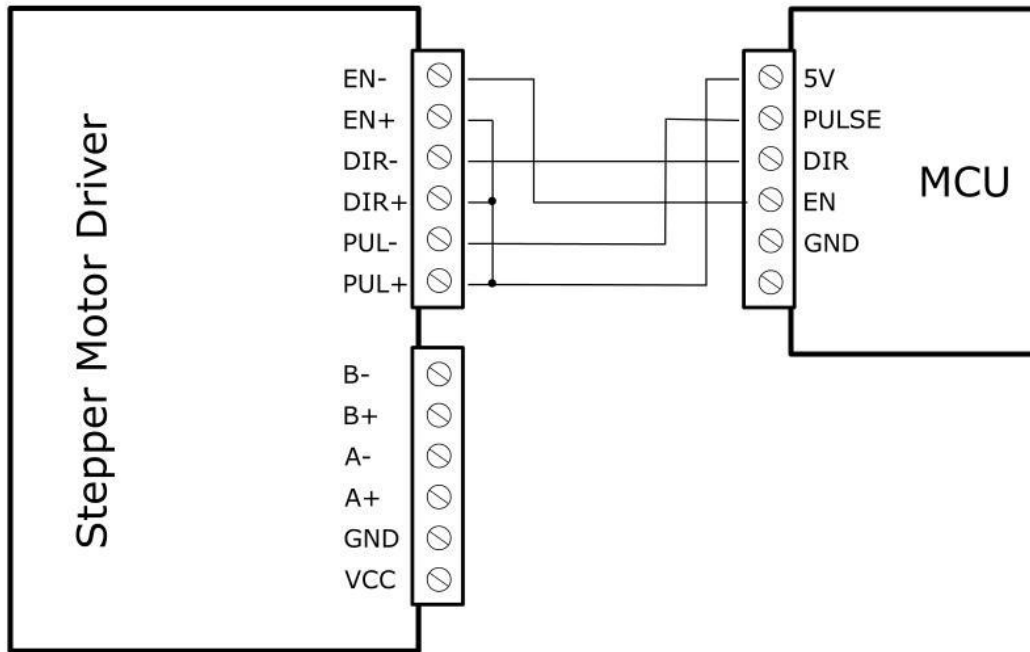 Stepper Motor Driver
EN-
EN+
DIR-
DIR+
PUL-
PUL+
B-
B+
A-
A+
GND
VCC
5V
PULSE
DIR
EN
GND
MCU